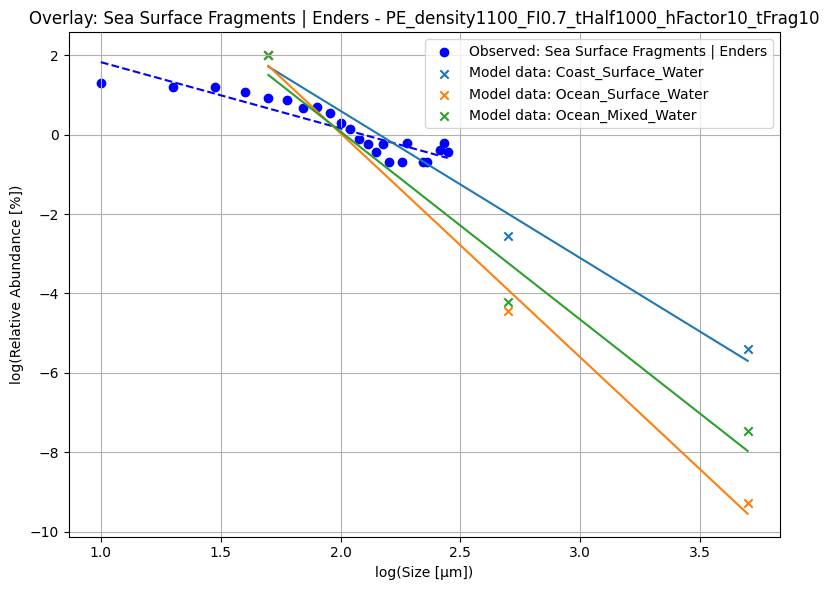 Overlay: Sea Surface Fragments | Enders - PE_density1100_FI0.7_tHalf1000_hFactor10_tFrag10
Observed: Sea Surface Fragments | Enders
Model data: Coast_Surface_Water
Model data: Ocean_Surface_Water
Model data: Ocean_Mixed_Water
log(Relative Abundance [%])
2
0
−2
−4
−6
−8
−10
1.0 1.5 2.0 2.5 3.0 3.5
log(Size [µm])